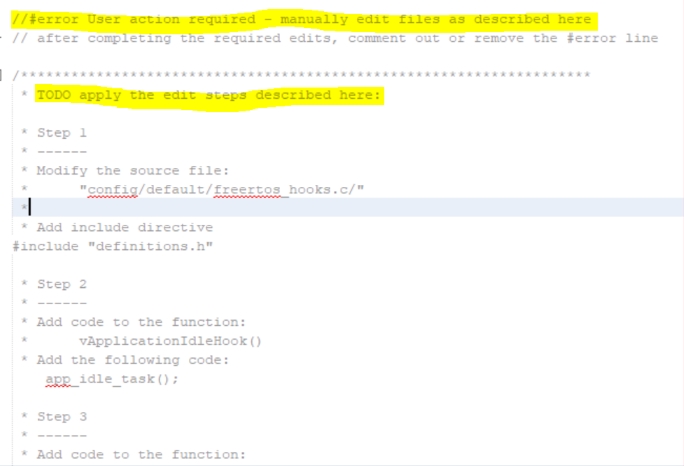 //#error User action required - manually edit files as described here
// after completing the required edits, comment out or remove the #error line
/*********************************************************************
* TODO apply the edit steps described here:
* Step 1
* ------
* Modify the source file:
* "config/default/freertos_hooks.c/"
*
* Add include directive
#include "definitions.h"
* Step 2
* ------
* Add code to the function:
* vApplicationIdleHook()
* Add the following code:
app_idle_task();
* Step 3
* ------
* Add code to the function: